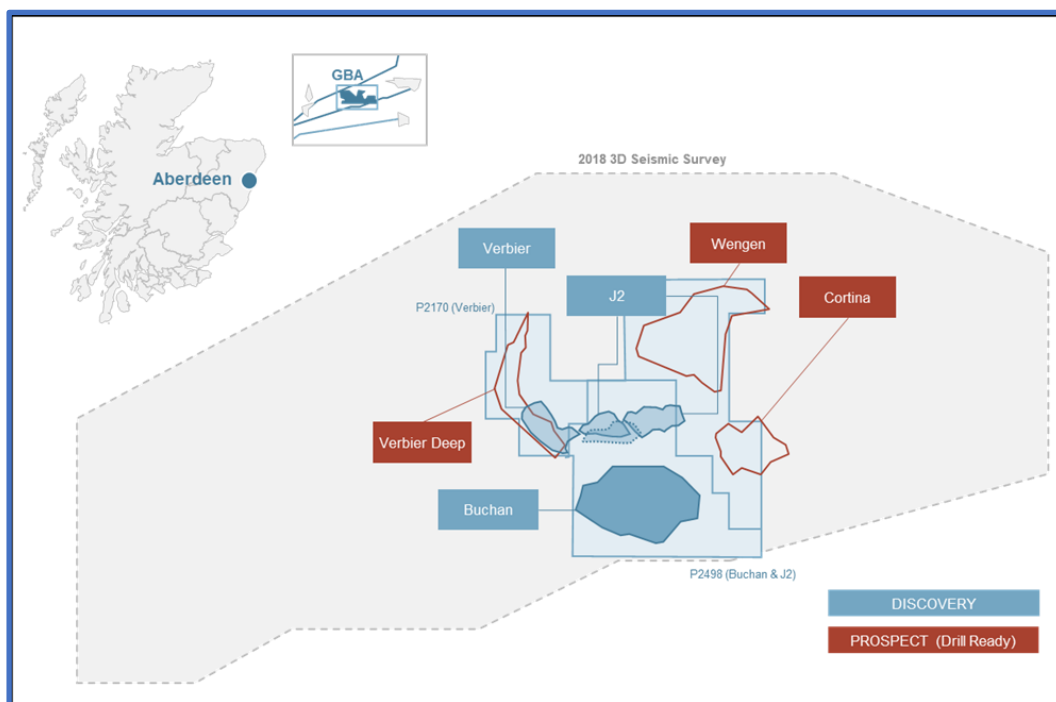 GBA
Aberdeen
2018 3D Seismic Survey
Verbier
Wengen
J2
Cortina
P2170 (Verbier)
Verbier Deep
Buchan
P2498 (Buchan & J2)
DISCOVERY
PROSPECT (Drill Ready)